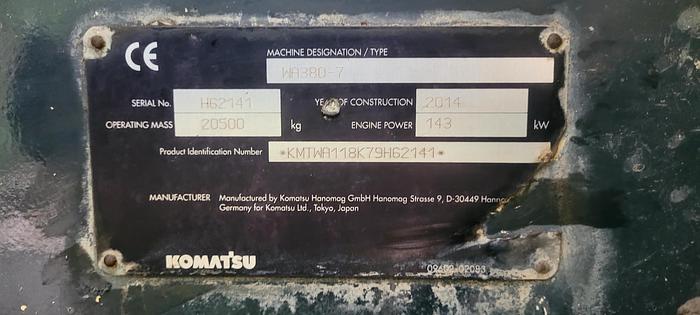 CE
MACHINE DESIGNATION / TYPE
WA380-7
SERIAL No. H62141 YEAR OF CONSTRUCTION 2014
OPERATING MASS 20500 kg ENGINE POWER 143 kW
Product Identification Number *KMTWA118K79H62141*
MANUFACTURER Manufactured by Komatsu Hanomag GmbH Hanomag Strasse 9, D-30449
Germany for Komatsu Ltd., Tokyo, Japan
KOMATSU